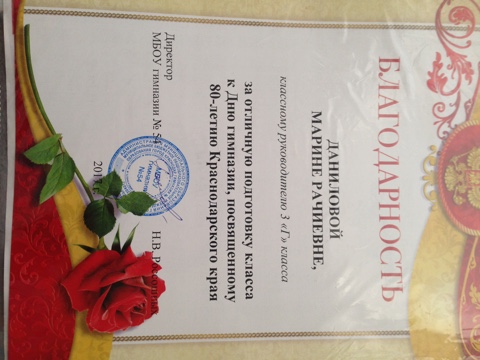 БЛАГОДАРНОСТЬ
ДАНИЛОВОЙ
МАРИНЕ РАЧИЕВНЕ,
классному руководителю 3 «Г» класса
за отличную подготовку класса
к Дню гимназии, посвященному
80-летию Краснодарского края
Директор
МБОУ гимназии №
Н.В.